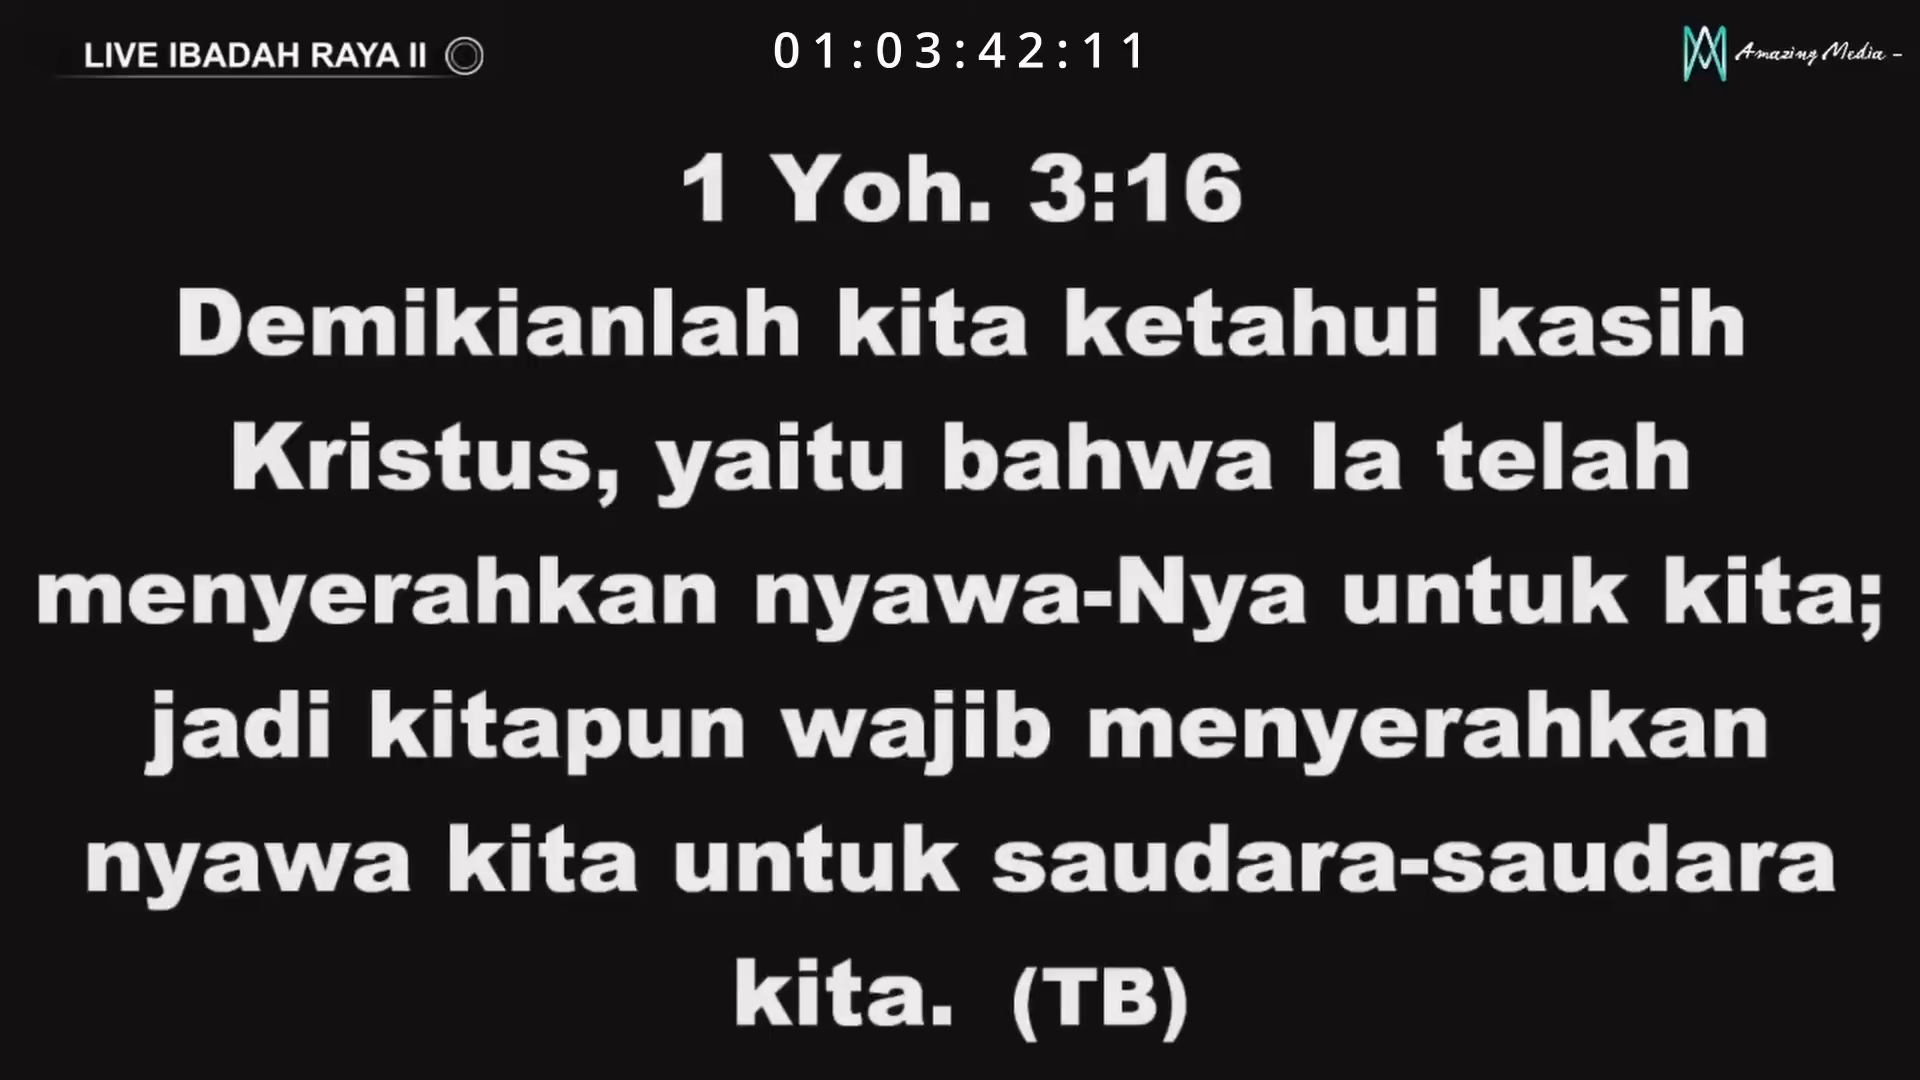 LIVE IBADAH RAYA II
01:03:42:11
Amazing Media -
1 Yoh. 3:16
Demikianlah kita ketahui kasih
Kristus, yaitu bahwa Ia telah
menyerahkan nyawa-Nya untuk kita;
jadi kitapun wajib menyerahkan
nyawa kita untuk saudara-saudara
kita. (TB)